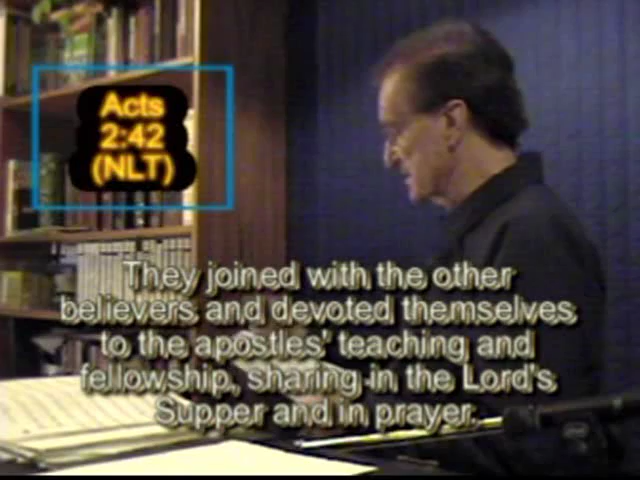 Acts
2:42
(NLT)
They joined with the other
believers and devoted themselves
to the apostles' teaching and
fellowship, sharing in the Lord's
Supper and in prayer.